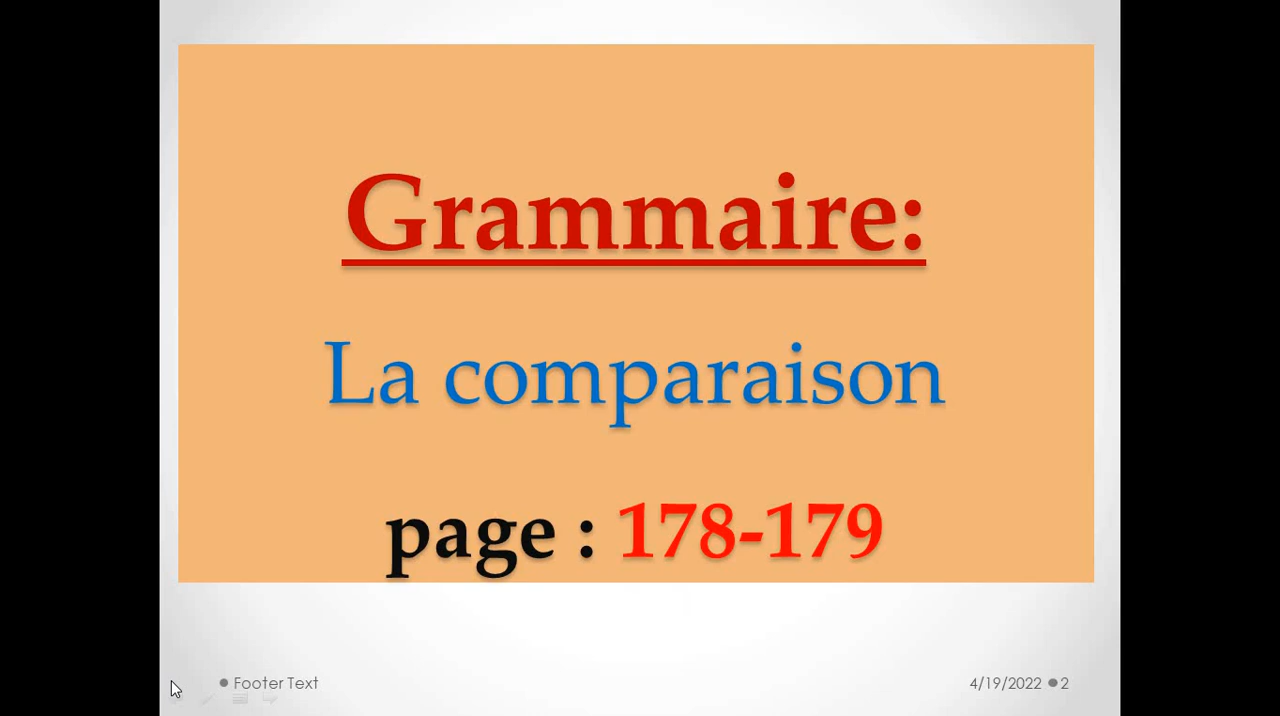 Grammaire:
La comparaison
page : 178-179
Footer Text
4/19/2022
2